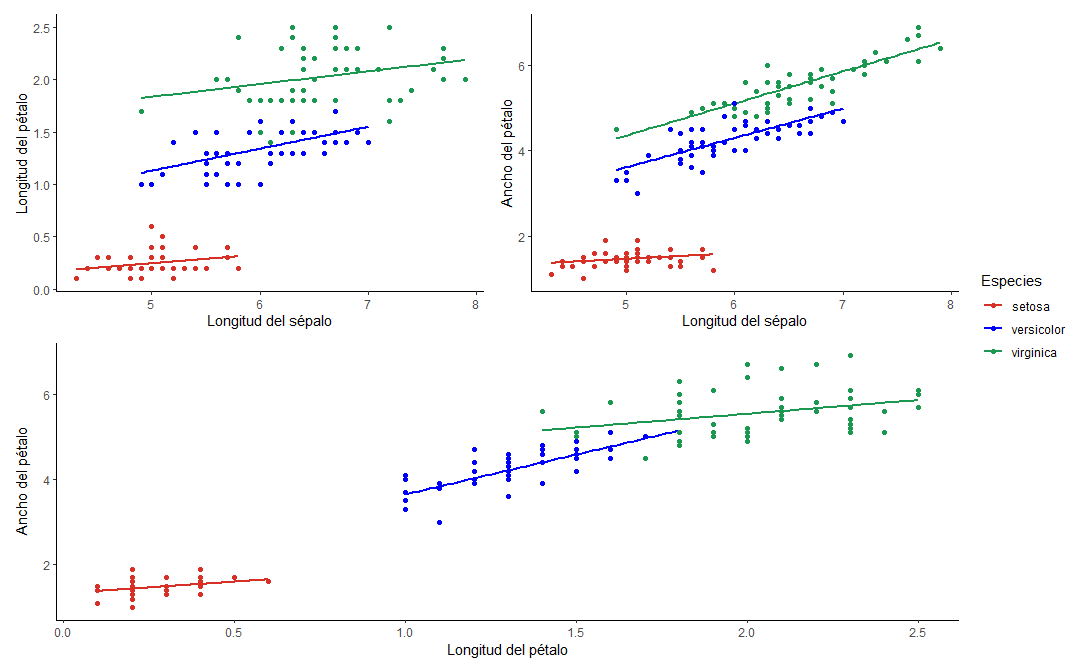 2.5
2.0
1.5
1.0
0.5
0.0
Longitud del pétalo
5 6 7 8
Longitud del sépalo
6
4
2
Ancho del pétalo
5 6 7 8
Longitud del sépalo
6
4
2
Ancho del pétalo
0.0 0.5 1.0 1.5 2.0 2.5
Longitud del pétalo
Especies
setosa
versicolor
virginica